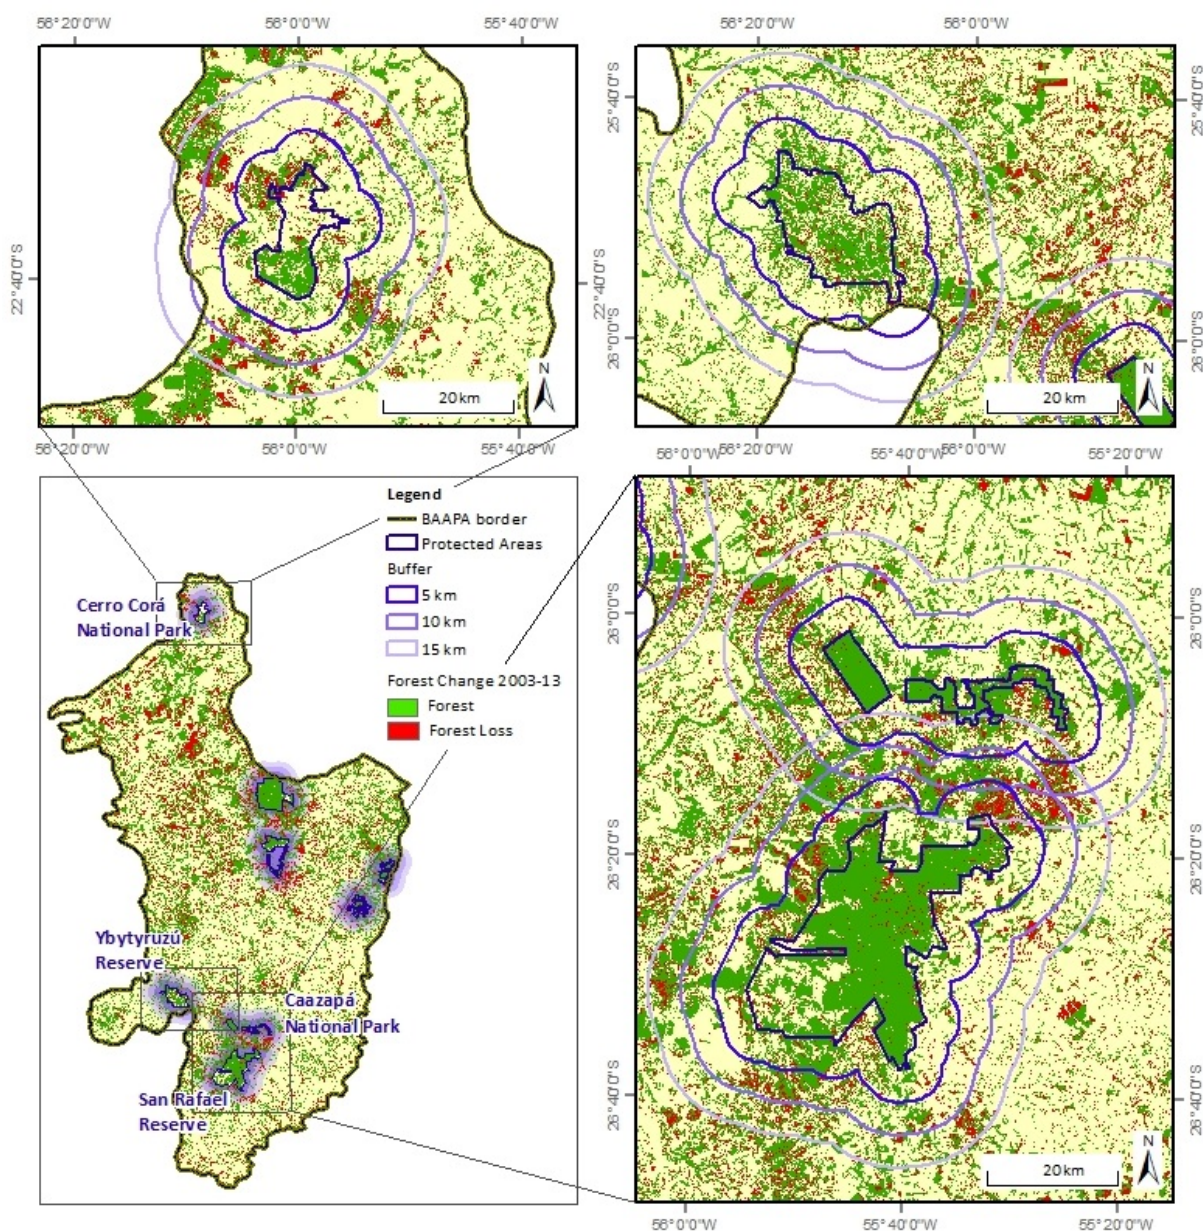 56°20'0"W
56°0'0"W
55°40'0"W
56°20'0"W
56°0'0"W
22°40'0"S
22°40'0"S
25°40'0"S
25°40'0"S
26°0'0"S
26°0'0"S
N
20 km
N
20 km
56°20'0"W
56°0'0"W
55°40'0"W
56°20'0"W
56°0'0"W
56°0'0"W
55°40'0"W
55°20'0"W
Legend
BAAPA border
Protected Areas
Buffer
5 km
10 km
15 km
Forest Change 2003-13
Forest
Forest Loss
Cerro Corá
National Park
Ybytyruzú
Reserve
Caazapá
National Park
San Rafael
Reserve
26°0'0"S
26°0'0"S
26°20'0"S
26°20'0"S
26°40'0"S
26°40'0"S
N
20 km
56°0'0"W
55°40'0"W
55°20'0"W